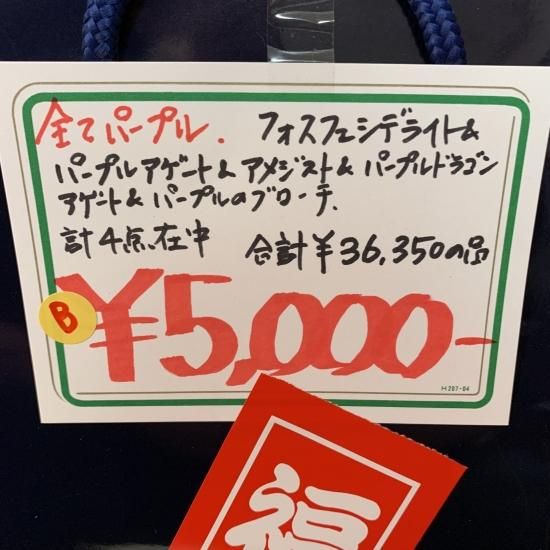 全てパープル. フォスフェシデライト&
パープルアゲート&アメジスト&パープルドラゴン
アゲート&パープルのブローチ、
計4点、在中 合計¥36,350の品
B ¥5,000-
H207-04
福